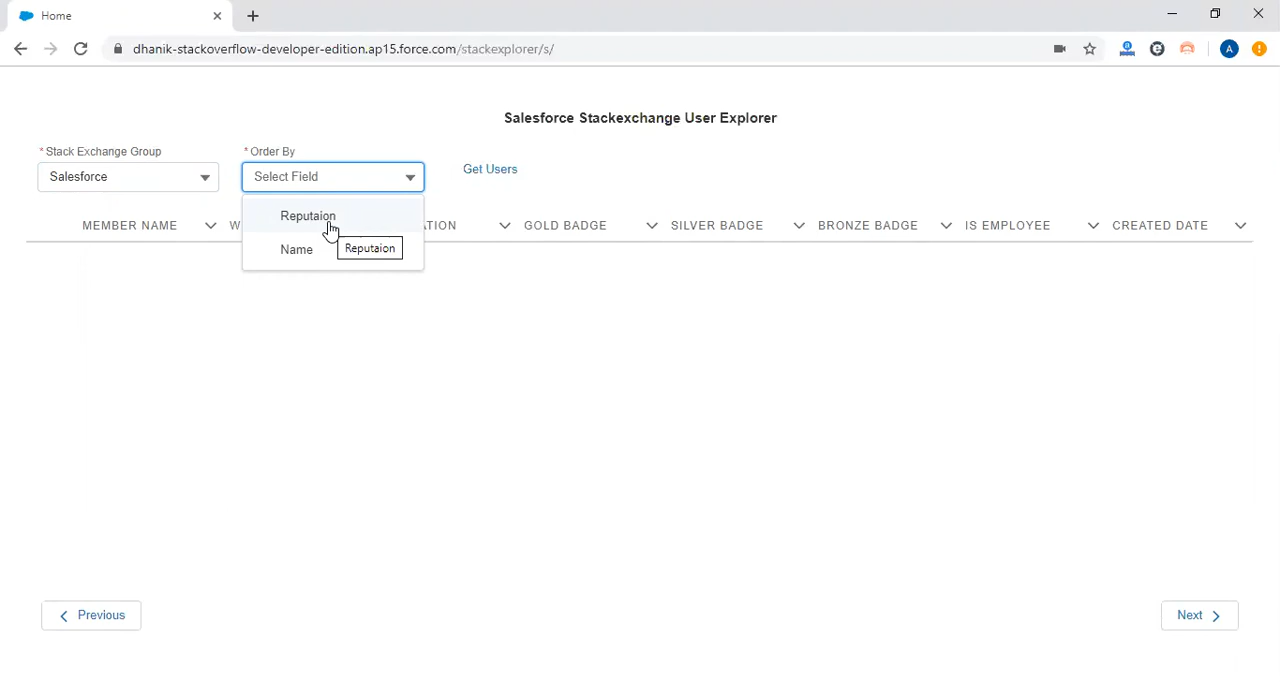 Home
dhanik-stackoverflow-developer-edition.ap15.force.com/stackexplorer/s/
A
Salesforce Stackexchange User Explorer
* Stack Exchange Group
* Order By
Salesforce
Select Field
Get Users
Reputaion
Name
Reputaion
MEMBER NAME W TION GOLD BADGE SILVER BADGE BRONZE BADGE IS EMPLOYEE CREATED DATE
Previous
Next